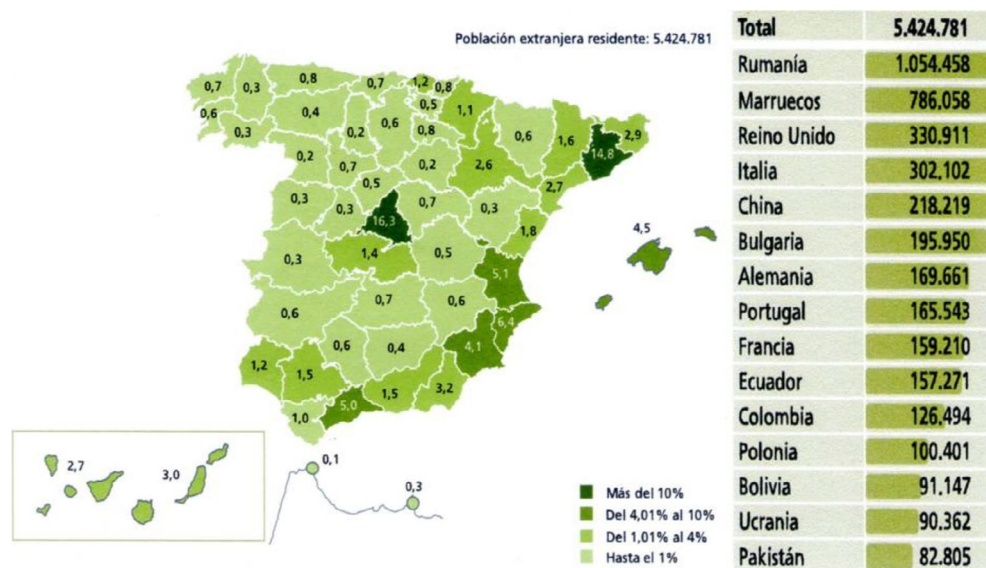 Población extranjera residente: 5.424.781
0,7
0,3
0,8
0,7
1,2
0,8
0,6
0,3
0,4
0,2
0,6
0,5
0,8
1,1
0,6
1,6
2,9
14,8
0,2
0,7
0,2
2,6
2,7
0,5
0,3
0,3
16,3
0,7
0,3
1,8
4,5
0,3
1,4
0,5
5,1
0,6
0,7
0,6
6,4
1,2
1,5
0,6
0,4
4,1
1,0
5,0
1,5
3,2
2,7
3,0
0,1
0,3
Más del 10%
Del 4,01% al 10%
Del 1,01% al 4%
Hasta el 1%
Total 5.424.781
Rumanía 1.054.458
Marruecos 786.058
Reino Unido 330.911
Italia 302.102
China 218.219
Bulgaria 195.950
Alemania 169.661
Portugal 165.543
Francia 159.210
Ecuador 157.271
Colombia 126.494
Polonia 100.401
Bolivia 91.147
Ucrania 90.362
Pakistán 82.805